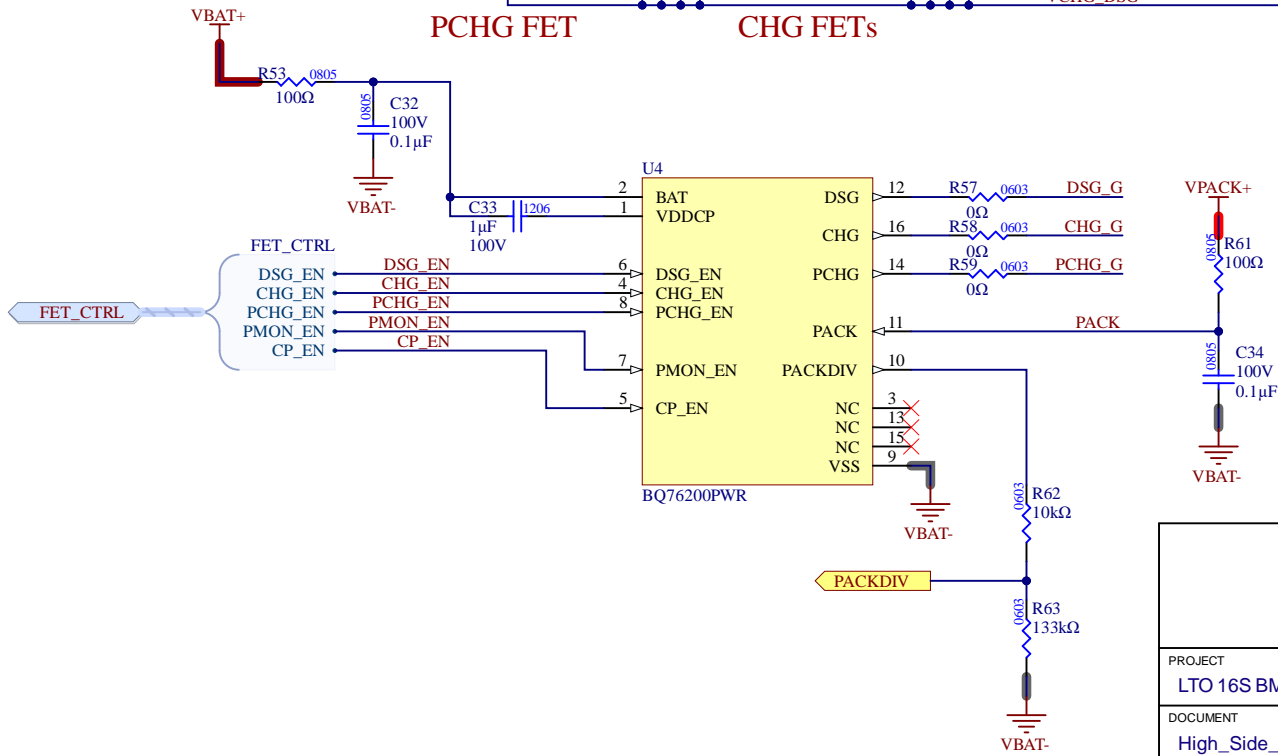 VCHG_DSG
PCHG FET
CHG FETs
VBAT+
R53
0805
100Ω
0805
C32
100V
0.1µF
VBAT-
C33
1206
1µF
100V
U4
2
BAT
1
VDDCP
6
DSG_EN
4
CHG_EN
8
PCHG_EN
7
PMON_EN
5
CP_EN
DSG
12
CHG
16
PCHG
14
PACK
11
PACKDIV
10
NC
3
NC
13
NC
15
VSS
9
BQ76200PWR
FET_CTRL
FET_CTRL
DSG_EN
CHG_EN
PCHG_EN
PMON_EN
CP_EN
DSG_EN
CHG_EN
PCHG_EN
PMON_EN
CP_EN
R57
0603
0Ω
DSG_G
R58
0603
0Ω
CHG_G
R59
0603
0Ω
PCHG_G
PACK
VPACK+
0805
R61
100Ω
0805
C34
100V
0.1µF
VBAT-
VBAT-
0603
R62
10kΩ
PACKDIV
0603
R63
133kΩ
VBAT-
PROJECT
LTO 16S BM
DOCUMENT
High_Side_